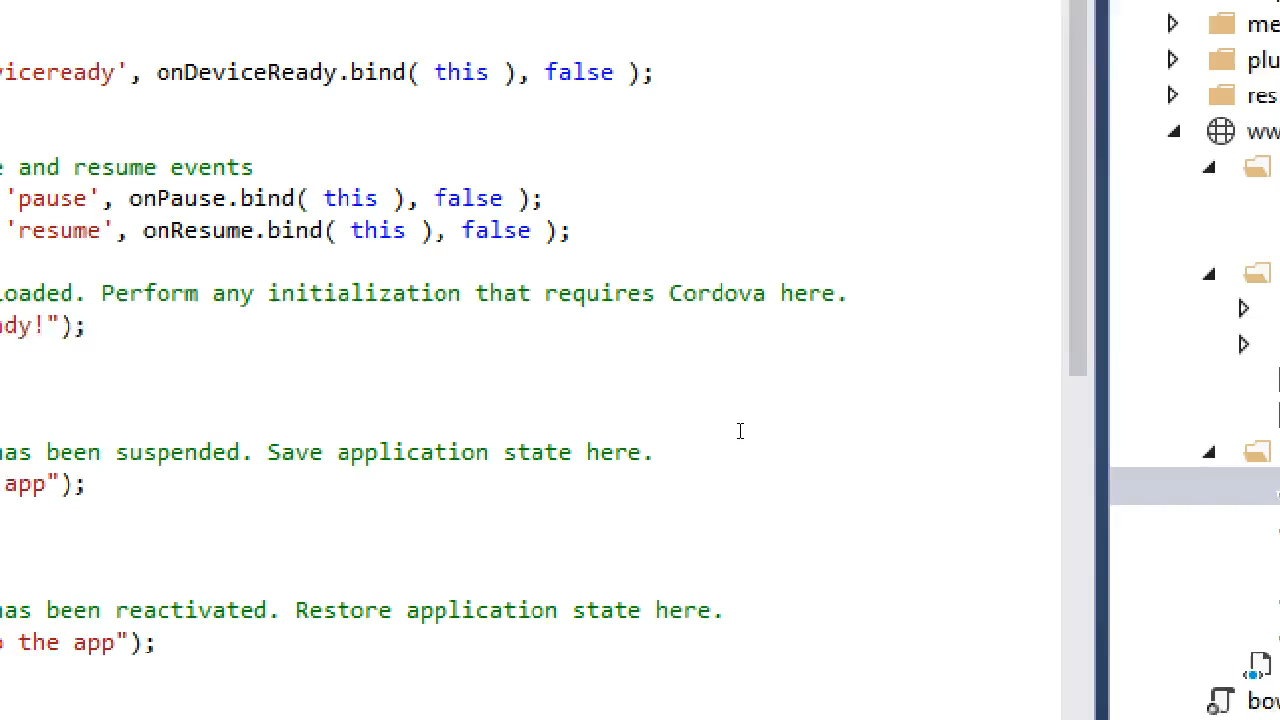 viceready', onDeviceReady.bind( this ), false );
and resume events
'pause', onPause.bind( this ), false );
'resume', onResume.bind( this ), false );
loaded. Perform any initialization that requires Cordova here.
ady!");
has been suspended. Save application state here.
app");
has been reactivated. Restore application state here.
the app");
me
plu
res
ww
bow